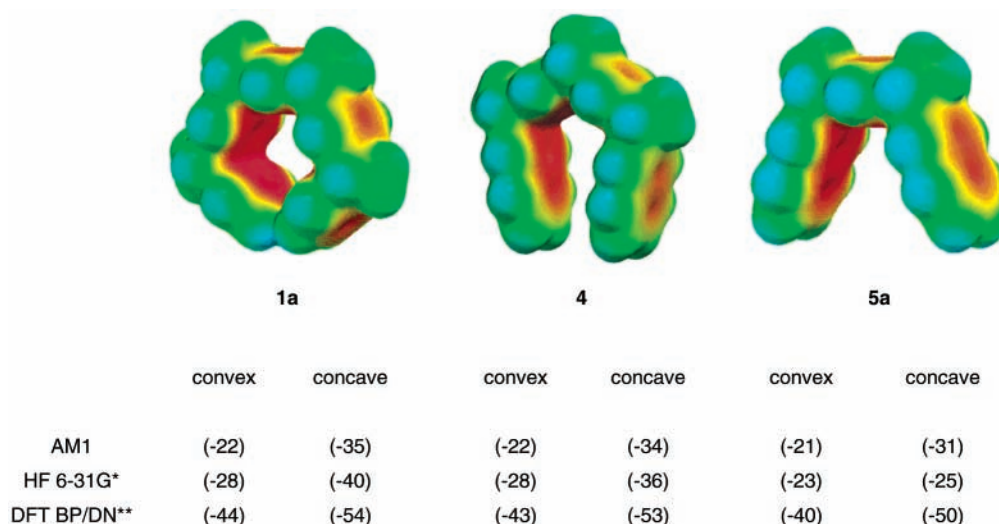 1a 4 5a
convex concave convex concave convex concave
AM1 (-22) (-35) (-22) (-34) (-21) (-31)
HF 6-31G* (-28) (-40) (-28) (-36) (-23) (-25)
DFT BP/DN** (-44) (-54) (-43) (-53) (-40) (-50)